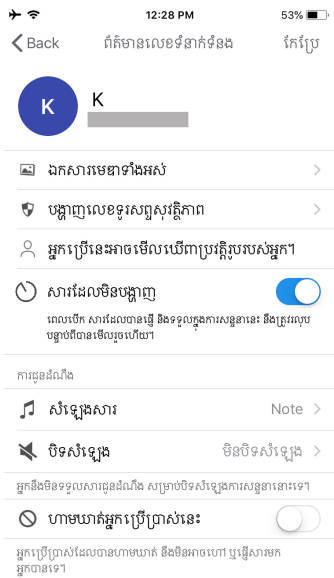 12:28 PM 53%
Back ព័ត៌មានលេខទំនាក់ទំនង កែប្រែ
K K
ឯកសារមេឌាទាំងអស់
បង្ហាញលេខទូរសព្ទសុវត្ថិភាព
អ្នកប្រើនេះអាចមើលឃើញប្រវត្តិរូបរបស់អ្នក។
សារដែលមិនបង្ហាញ
ពេលបើក សារដែលបានផ្ញើ និងទទួលក្នុងការសន្ទនានេះ នឹងត្រូវលុប
បន្ទាប់ពីបានមើលរួចហើយ។
ការជូនដំណឹង
សំឡេងសារ Note
បិទសំឡេង មិនបិទសំឡេង
អ្នកនឹងមិនទទួលសារជូនដំណឹង សម្រាប់បិទសំឡេងការសន្ទនានោះទេ។
ហាមឃាត់អ្នកប្រើប្រាស់នេះ
អ្នកប្រើប្រាស់ដែលបានហាមឃាត់ នឹងមិនអាចហៅ ឬផ្ញើសារមក
អ្នកបានទេ។